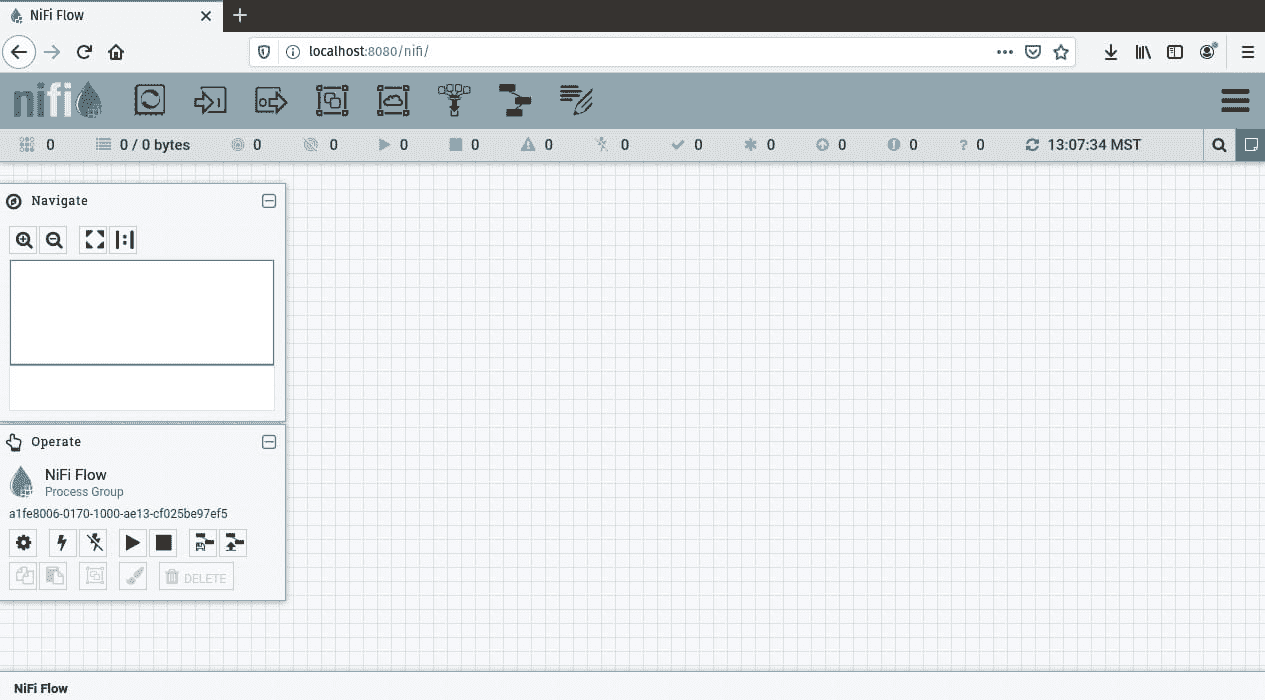 NiFi Flow
localhost:8080/nifi/
nifi
0 0 / 0 bytes 0 0 0 0 0 0 0 0 0 0 0 13:07:34 MST
Navigate
Operate
NiFi Flow
Process Group
a1fe8006-0170-1000-ae13-cf025be97ef5
DELETE
NiFi Flow